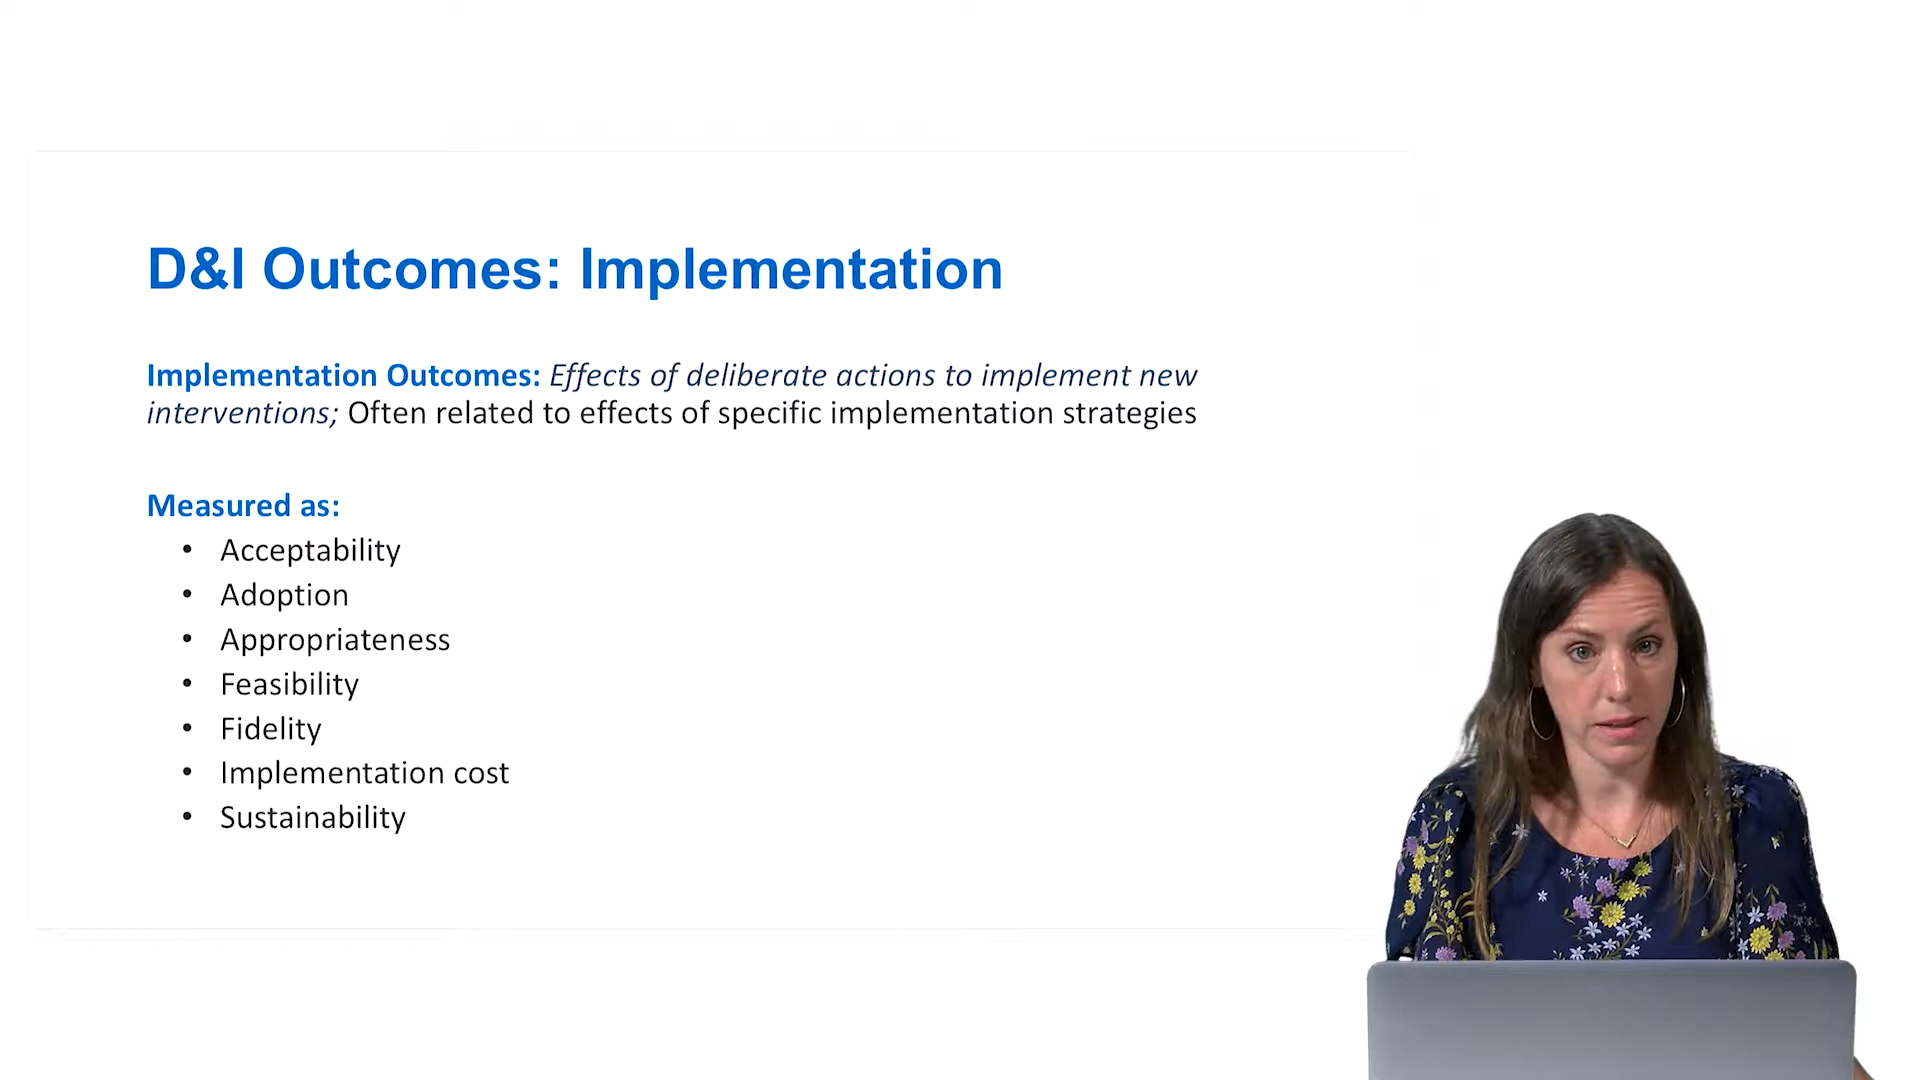 D&I Outcomes: Implementation
Implementation Outcomes: Effects of deliberate actions to implement new
interventions; Often related to effects of specific implementation strategies
Measured as:
• Acceptability
• Adoption
• Appropriateness
• Feasibility
• Fidelity
• Implementation cost
• Sustainability